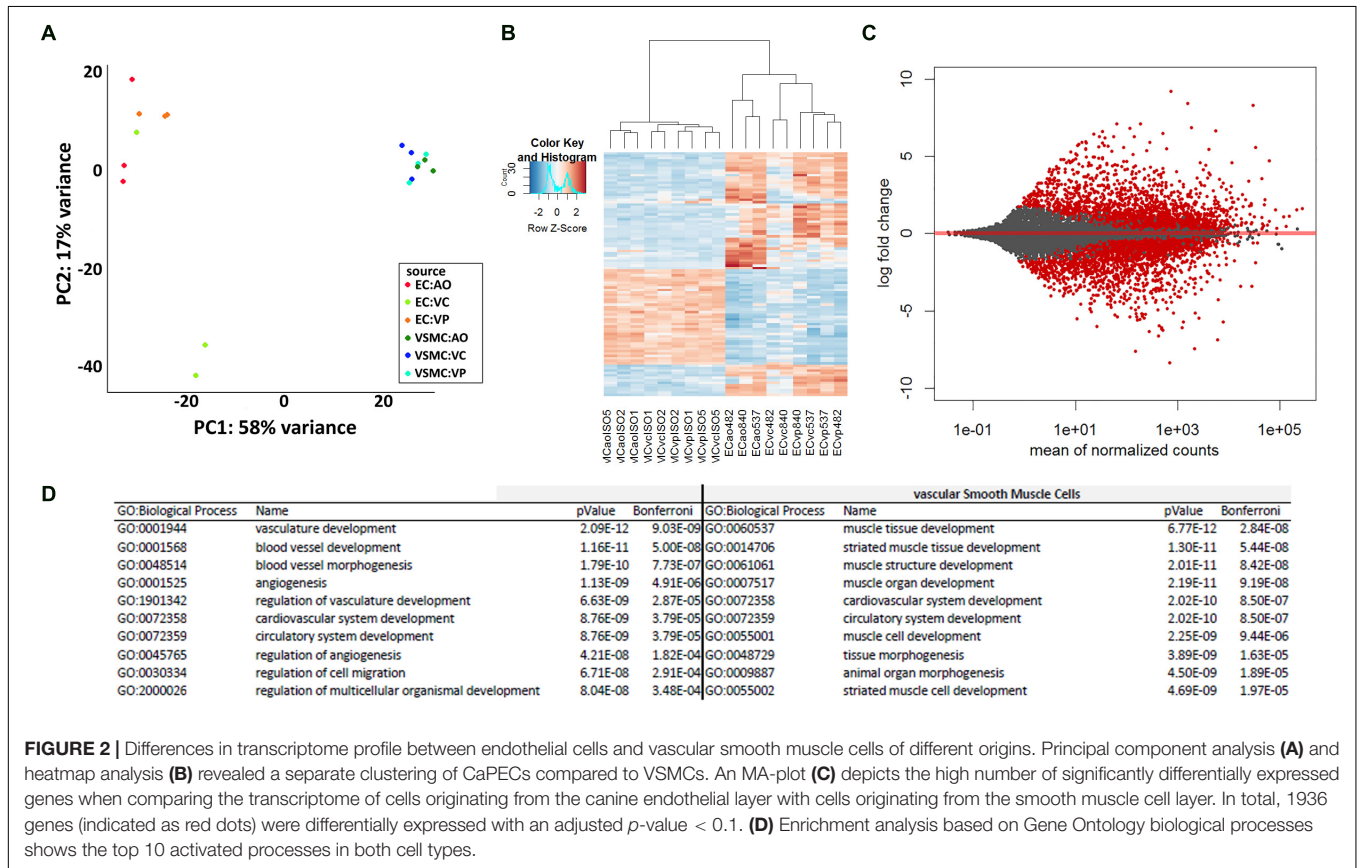 A
20
0
-20
-40
PC2: 17% variance
-20 0 20
PC1: 58% variance
source
EC:AO
EC:VC
EC:VP
VSMC:AO
VSMC:VC
VSMC:VP
B
Color Key
and Histogram
Count
0 30
-2 0 2
Row Z-Score
MCaoISO5
MCaoISO2
MCaoISO1
MCvcISO1
MCvcISO2
MCvpISO2
MCvpISO1
MCvpISO5
MCvcISO5
ECao482
ECao840
ECao537
ECvc482
ECvc840
ECvp840
ECvc537
ECvp537
ECvp482
C
10
5
0
-5
-10
log fold change
1e-01 1e+01 1e+03 1e+05
mean of normalized counts
D
vascular Smooth Muscle Cells
GO:Biological Process Name pValue Bonferroni GO:Biological Process Name pValue Bonferroni
GO:0001944 vasculature development 2.09E-12 9.03E-09 GO:0060537 muscle tissue development 6.77E-12 2.84E-08
GO:0001568 blood vessel development 1.16E-11 5.00E-08 GO:0014706 striated muscle tissue development 1.30E-11 5.44E-08
GO:0048514 blood vessel morphogenesis 1.79E-10 7.73E-07 GO:0061061 muscle structure development 2.01E-11 8.42E-08
GO:0001525 angiogenesis 1.13E-09 4.91E-06 GO:0007517 muscle organ development 2.19E-11 9.19E-08
GO:1901342 regulation of vasculature development 6.63E-09 2.87E-05 GO:0072358 cardiovascular system development 2.02E-10 8.50E-07
GO:0072358 cardiovascular system development 8.76E-09 3.79E-05 GO:0072359 circulatory system development 2.02E-10 8.50E-07
GO:0072359 circulatory system development 8.76E-09 3.79E-05 GO:0055001 muscle cell development 2.25E-09 9.44E-06
GO:0045765 regulation of angiogenesis 4.21E-08 1.82E-04 GO:0048729 tissue morphogenesis 3.89E-09 1.63E-05
GO:0030334 regulation of cell migration 6.71E-08 2.91E-04 GO:0009887 animal organ morphogenesis 4.50E-09 1.89E-05
GO:2000026 regulation of multicellular organismal development 8.04E-08 3.48E-04 GO:0055002 striated muscle cell development 4.69E-09 1.97E-05
FIGURE 2 | Differences in transcriptome profile between endothelial cells and vascular smooth muscle cells of different origins. Principal component analysis (A) and
heatmap analysis (B) revealed a separate clustering of CaPECs compared to VSMCs. An MA-plot (C) depicts the high number of significantly differentially expressed
genes when comparing the transcriptome of cells originating from the canine endothelial layer with cells originating from the smooth muscle cell layer. In total, 1936
genes (indicated as red dots) were differentially expressed with an adjusted p-value < 0.1. (D) Enrichment analysis based on Gene Ontology biological processes
shows the top 10 activated processes in both cell types.